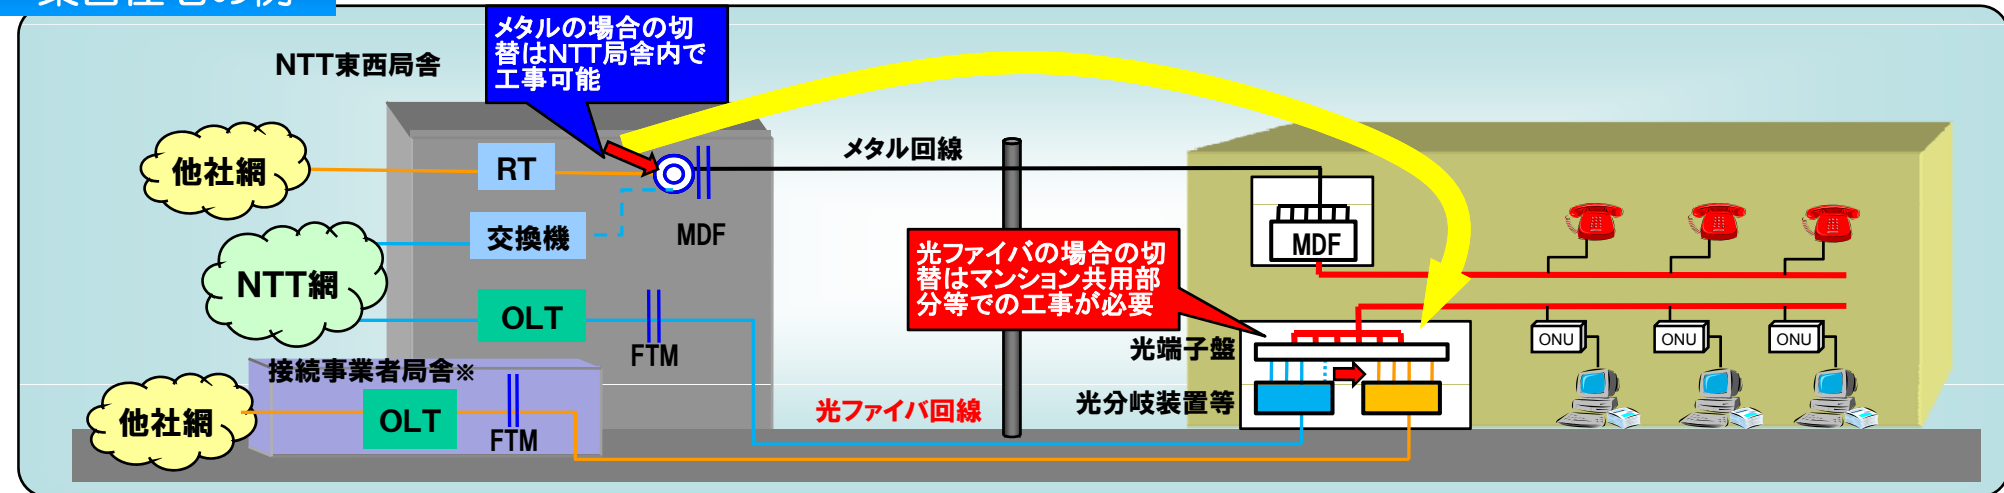 メタルの場合の切
替はNTT局舎内で
工事可能
NTT東西局舎
他社網
RT
メタル回線
交換機
MDF
MDF
NTT網
光ファイバの場合の切
替はマンション共用部
分等での工事が必要
OLT
FTM
ONU
ONU
ONU
光端子盤
接続事業者局舎※
光分岐装置等
他社網
OLT
FTM
光ファイバ回線